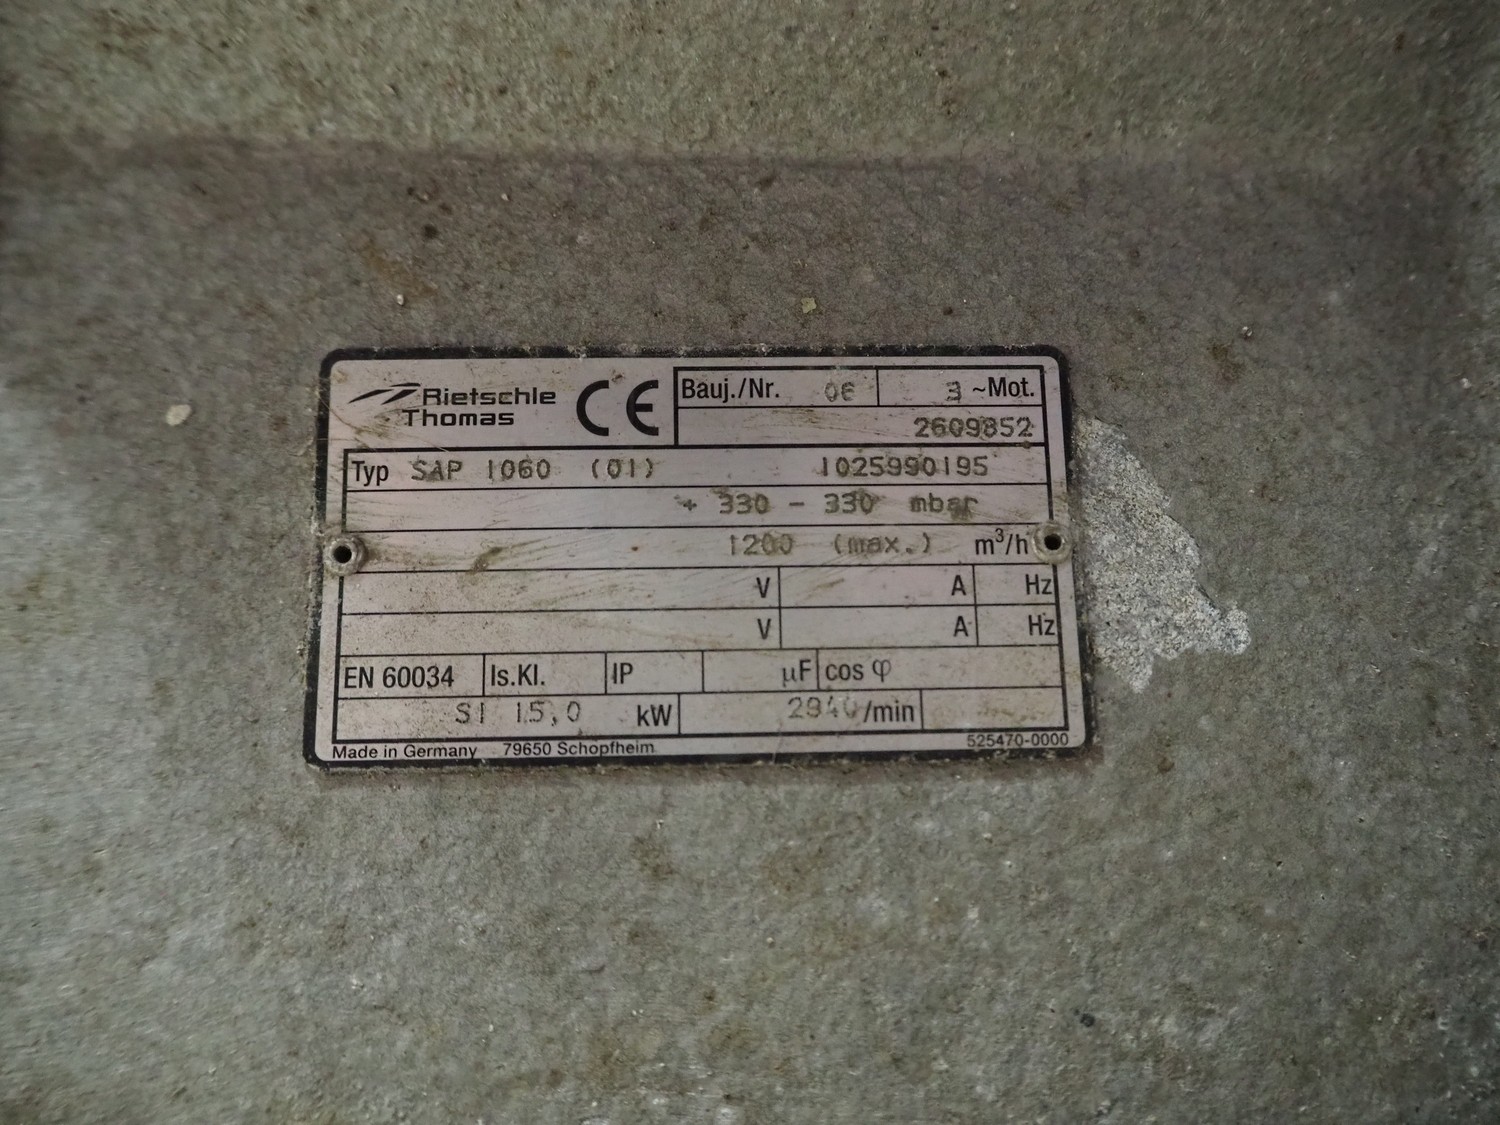 Rietschle
Thomas
CE
Bauj./Nr. 06 3 ~Mot.
2609852
Typ SAP 1060 (01) 1025990195
+ 330 - 330 mbar
1200 (max.) m³/h
V A Hz
V A Hz
EN 60034 Is.Kl. IP µF cos φ
S1 15,0 kW 2940 /min
Made in Germany 79650 Schopfheim 525470-0000